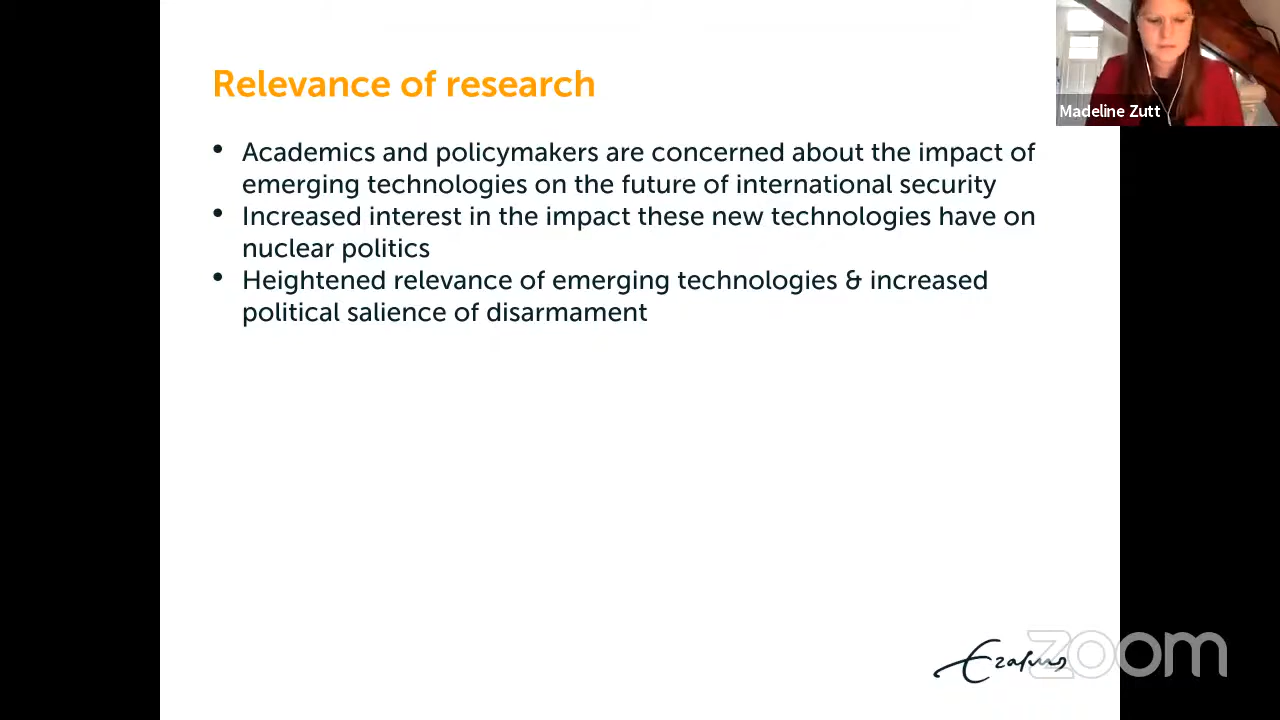 Relevance of research
Madeline Zutt
• Academics and policymakers are concerned about the impact of
emerging technologies on the future of international security
• Increased interest in the impact these new technologies have on
nuclear politics
• Heightened relevance of emerging technologies & increased
political salience of disarmament
Erasmus
zoom